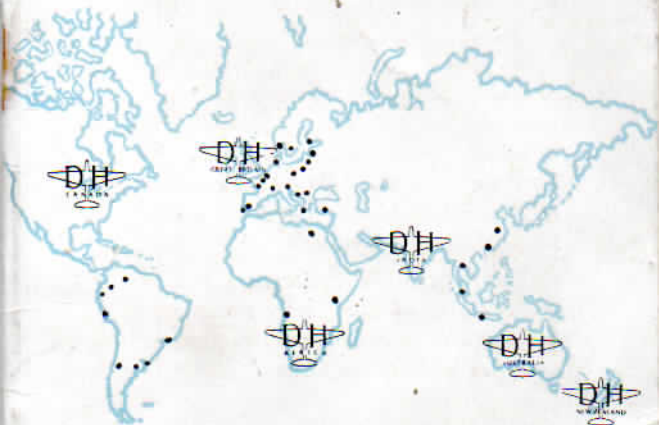 DH
GREAT BRITAIN
DH
CANADA
DH
INDIA
DH
AFRICA
DH
AUSTRALIA
DH
NEW ZEALAND